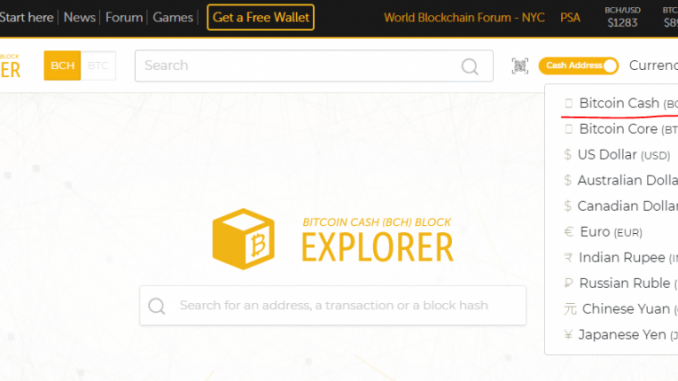 Start here | News | Forum | Games | Get a Free Wallet World Blockchain Forum - NYC PSA BCH/USD BTC
$1283
BLOCK
ER BCH BTC Search Cash Address Currenc
Bitcoin Cash (BC
Bitcoin Core (BT
$ US Dollar (USD)
$ Australian Dolla
$ Canadian Dollar
€ Euro (EUR)
₹ Indian Rupee (I
₽ Russian Ruble (
元 Chinese Yuan (
¥ Japanese Yen (J
BITCOIN CASH (BCH) BLOCK
EXPLORER
Search for an address, a transaction or a block hash